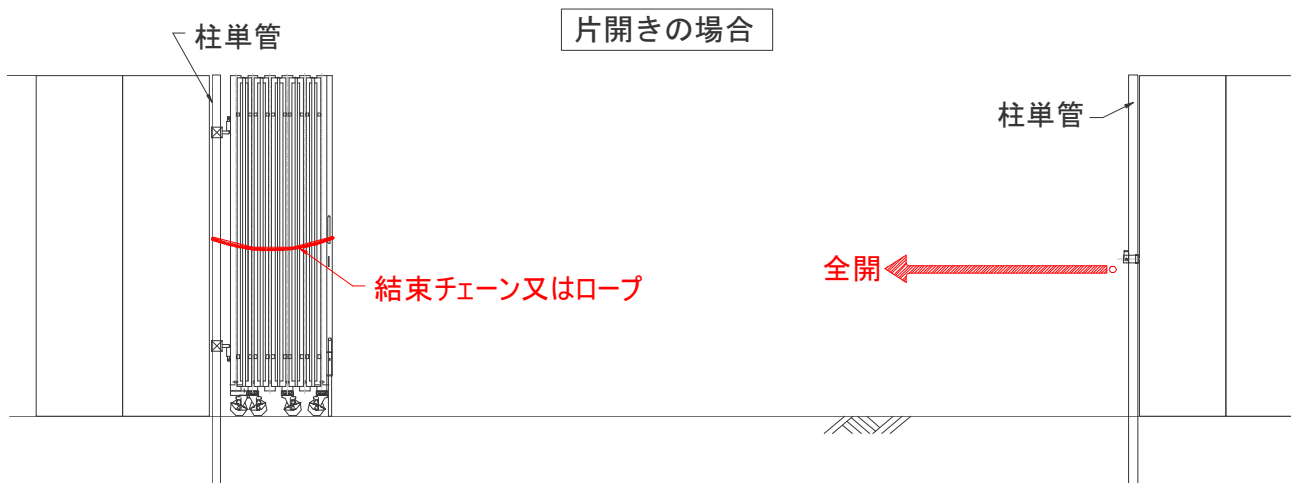 片開きの場合
柱単管
柱単管
全開
結束チェーン又はロープ